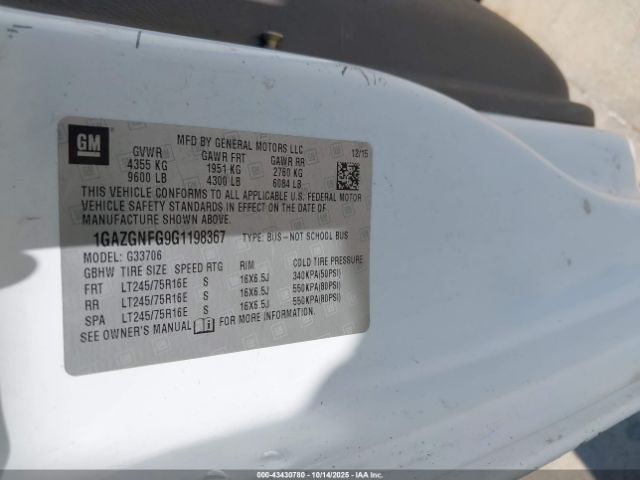 GM
MFD BY GENERAL MOTORS LLC
GVWR GAWR FRT GAWR RR 12/15
4355 KG 1951 KG 2760 KG
9600 LB 4300 LB 6084 LB
THIS VEHICLE CONFORMS TO ALL APPLICABLE U.S. FEDERAL MOTOR
VEHICLE SAFETY STANDARDS IN EFFECT ON THE DATE OF
MANUFACTURE SHOWN ABOVE.
1GAZGNFG9G1198367 TYPE: BUS-NOT SCHOOL BUS
MODEL: G33706
GBHW TIRE SIZE SPEED RTG RIM COLD TIRE PRESSURE
FRT LT245/75R16E S 16X6.5J 340KPA(50PSI)
RR LT245/75R16E S 16X6.5J 550KPA(80PSI)
SPA LT245/75R16E S 16X6.5J 550KPA(80PSI)
SEE OWNER'S MANUAL FOR MORE INFORMATION.
000-43430780 - 10/14/2025 - IAAI.com